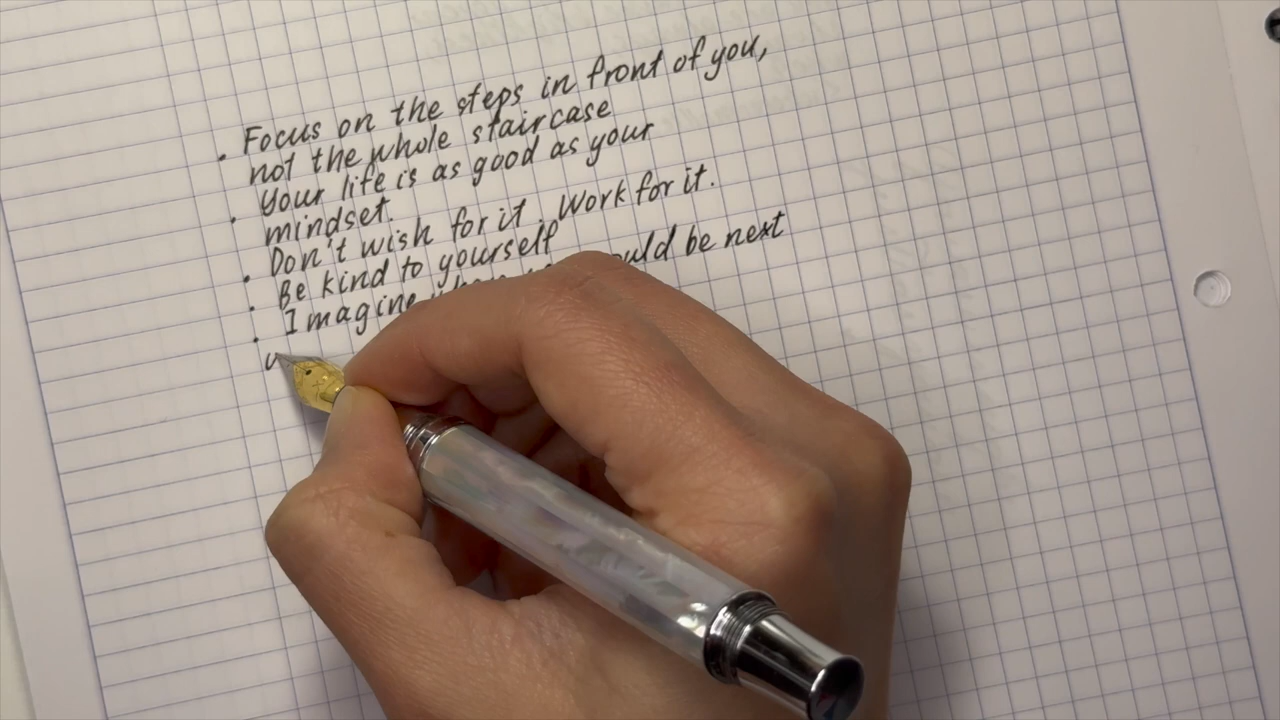 • Focus on the steps in front of you,
not the whole staircase
• Your life is as good as your
mindset.
• Don't wish for it. Work for it.
• Be kind to yourself
• Imagine be next